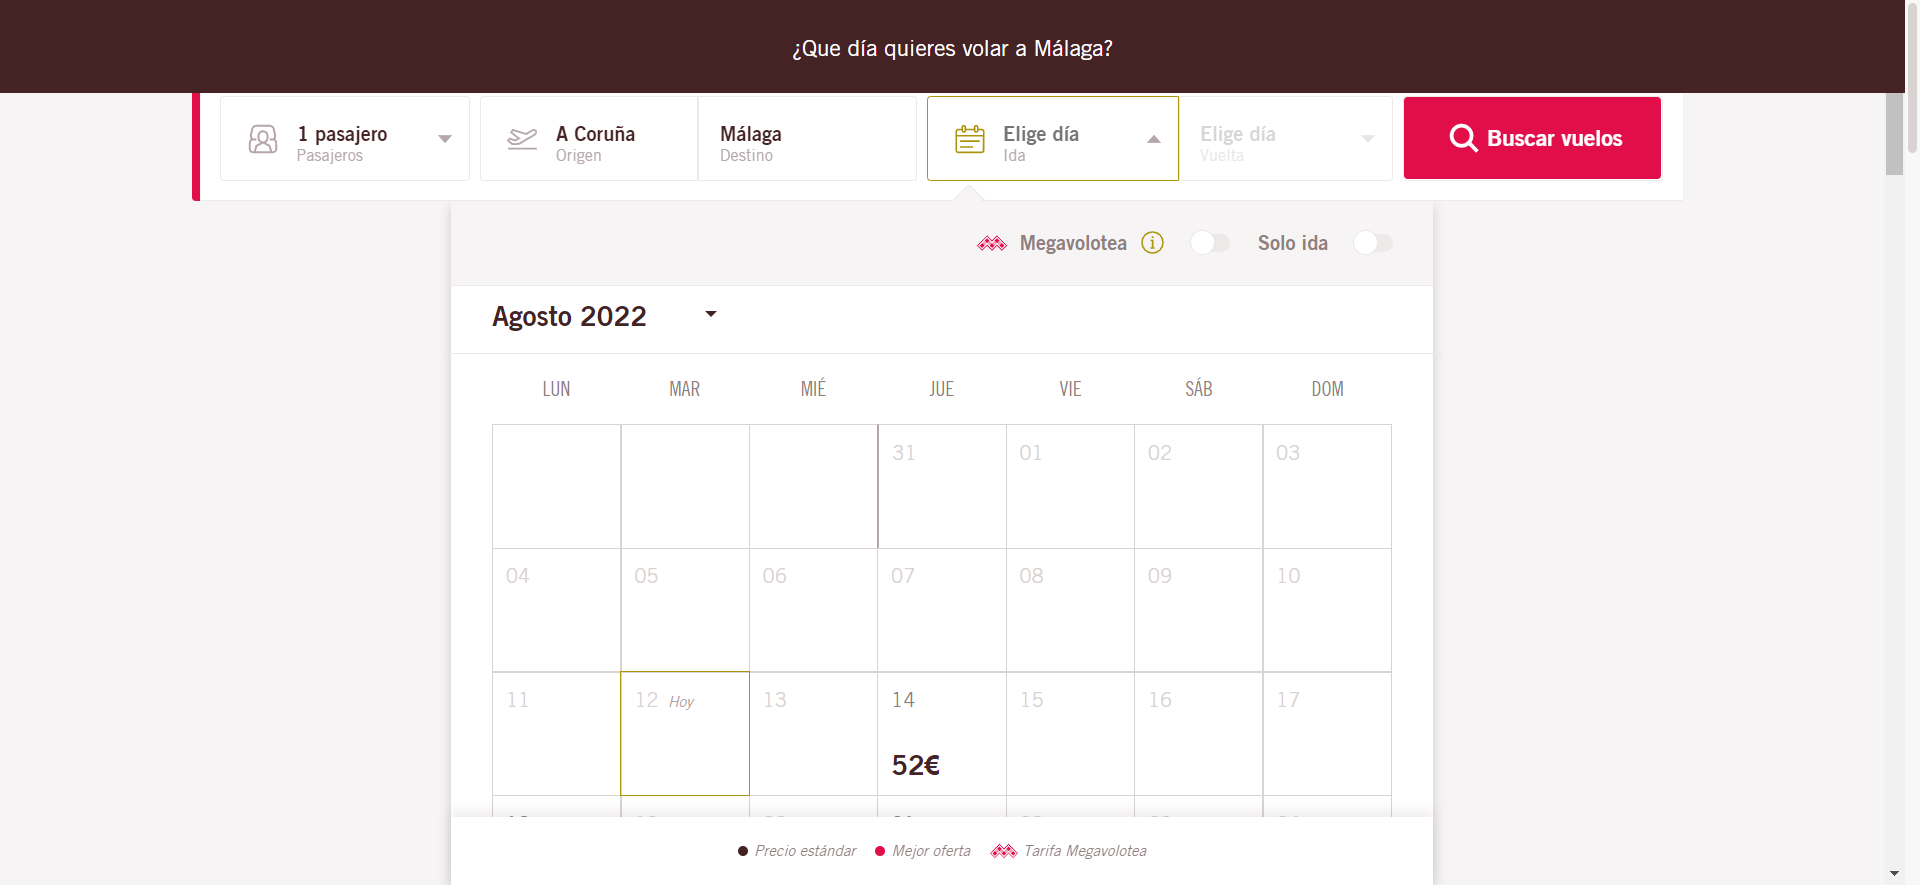 ¿Que día quieres volar a Málaga?
1 pasajero
Pasajeros
A Coruña
Origen
Málaga
Destino
Elige día
Ida
Elige día
Vuelta
Buscar vuelos
Megavolotea
Solo ida
Agosto 2022
LUN MAR MIÉ JUE VIE SÁB DOM
31 01 02 03
04 05 06 07 08 09 10
11 12 Hoy 13 14 15 16 17
52€
Precio estándar Mejor oferta Tarifa Megavolotea